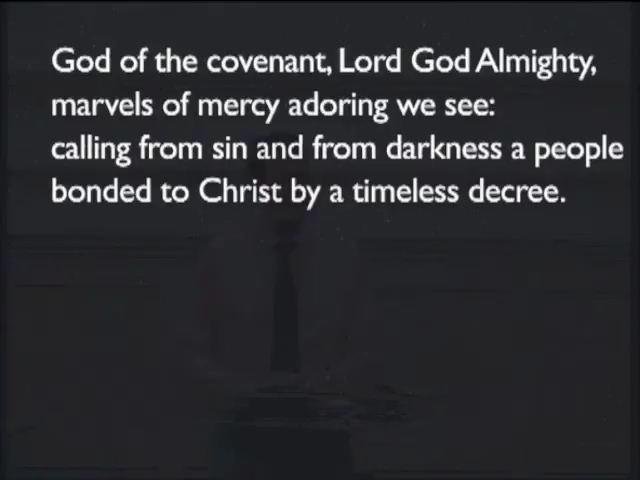 God of the covenant, Lord God Almighty,
marvels of mercy adoring we see:
calling from sin and from darkness a people
bonded to Christ by a timeless decree.